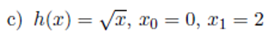 c) h(x) = √x, x₀ = 0, x₁ = 2